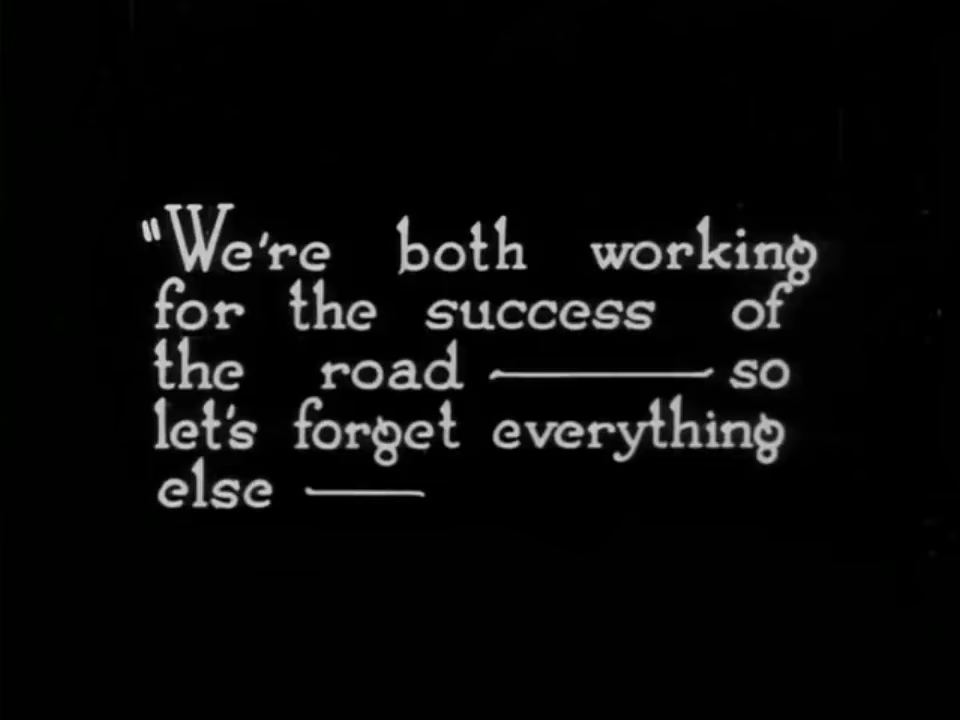 "We're both working
for the success of
the road —— so
let's forget everything
else ——